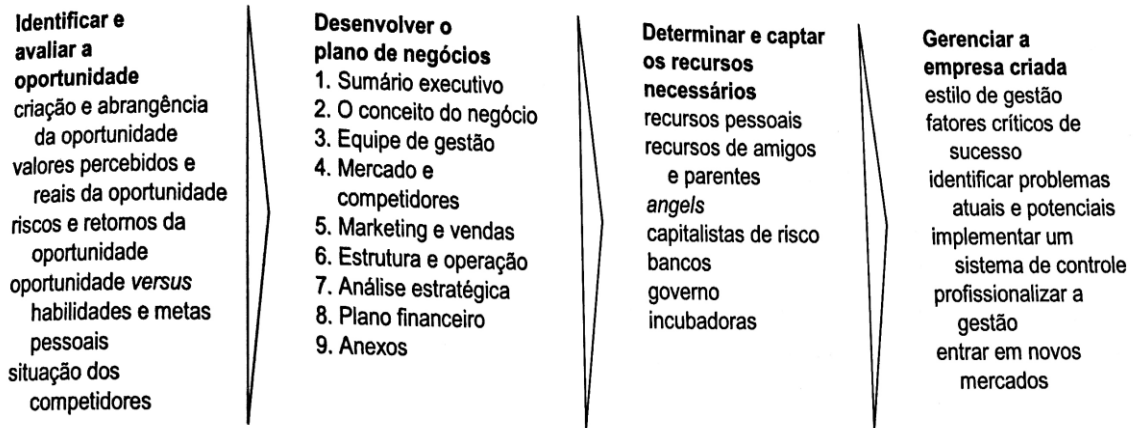 Identificar e
avaliar a
oportunidade
criação e abrangência
da oportunidade
valores percebidos e
reais da oportunidade
riscos e retornos da
oportunidade
oportunidade versus
habilidades e metas
pessoais
situação dos
competidores
Desenvolver o
plano de negócios
1. Sumário executivo
2. O conceito do negócio
3. Equipe de gestão
4. Mercado e
competidores
5. Marketing e vendas
6. Estrutura e operação
7. Análise estratégica
8. Plano financeiro
9. Anexos
Determinar e captar
os recursos
necessários
recursos pessoais
recursos de amigos
e parentes
angels
capitalistas de risco
bancos
governo
incubadoras
Gerenciar a
empresa criada
estilo de gestão
fatores críticos de
sucesso
identificar problemas
atuais e potenciais
implementar um
sistema de controle
profissionalizar a
gestão
entrar em novos
mercados